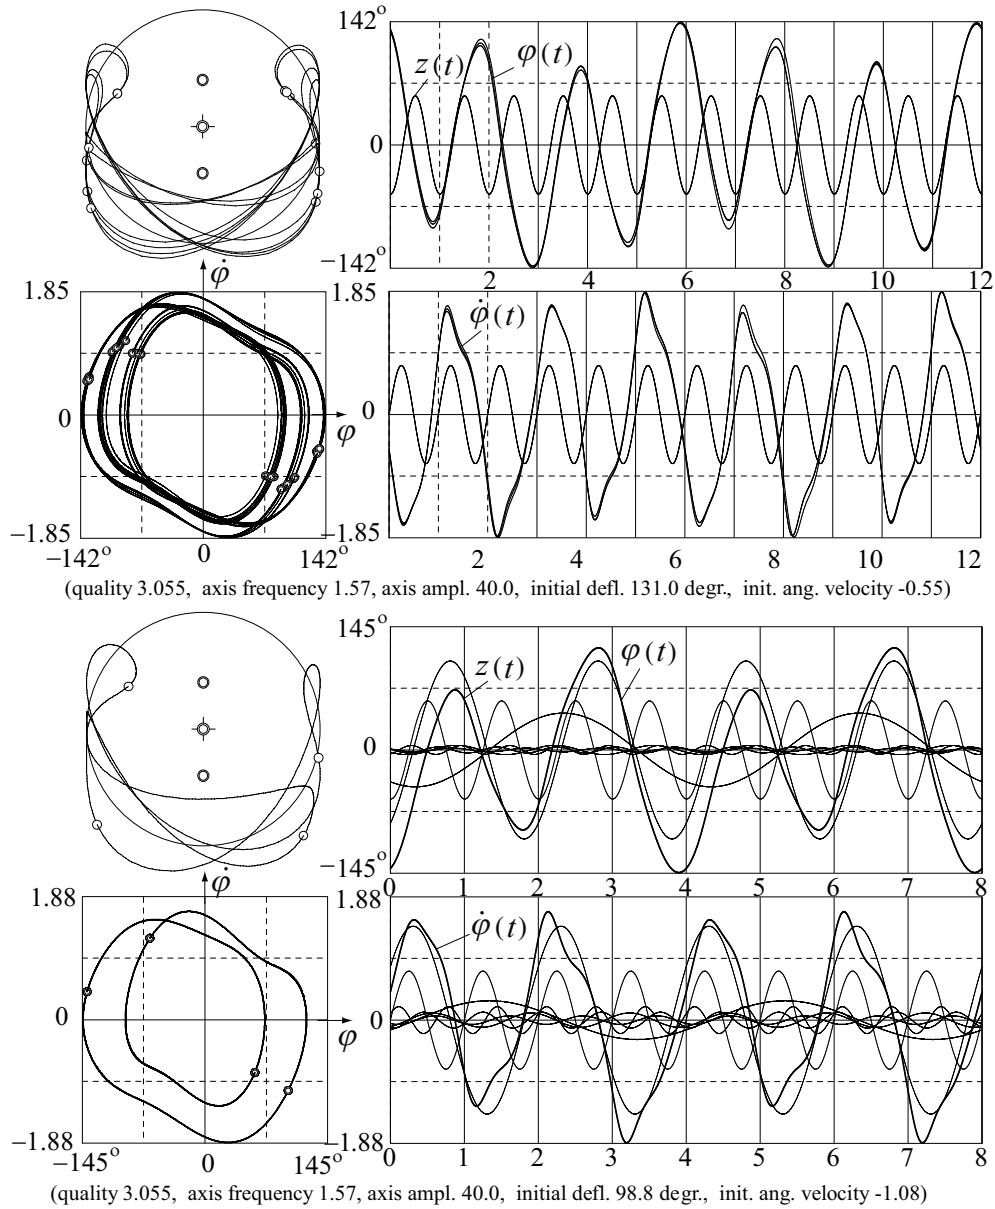 142°
z(t) φ(t)
0
−142°
2 4 6 8 10 12
φ̇
1.85
0
φ
−1.85
−142° 0 142°
1.85
φ̇(t)
0
−1.85
2 4 6 8 10 12
(quality 3.055, axis frequency 1.57, axis ampl. 40.0, initial defl. 131.0 degr., init. ang. velocity -0.55)
145°
z(t) φ(t)
0
−145°
0 1 2 3 4 5 6 7 8
φ̇
1.88
0
φ
−1.88
−145° 0 145°
1.88
φ̇(t)
0
−1.88
1 2 3 4 5 6 7 8
(quality 3.055, axis frequency 1.57, axis ampl. 40.0, initial defl. 98.8 degr., init. ang. velocity -1.08)